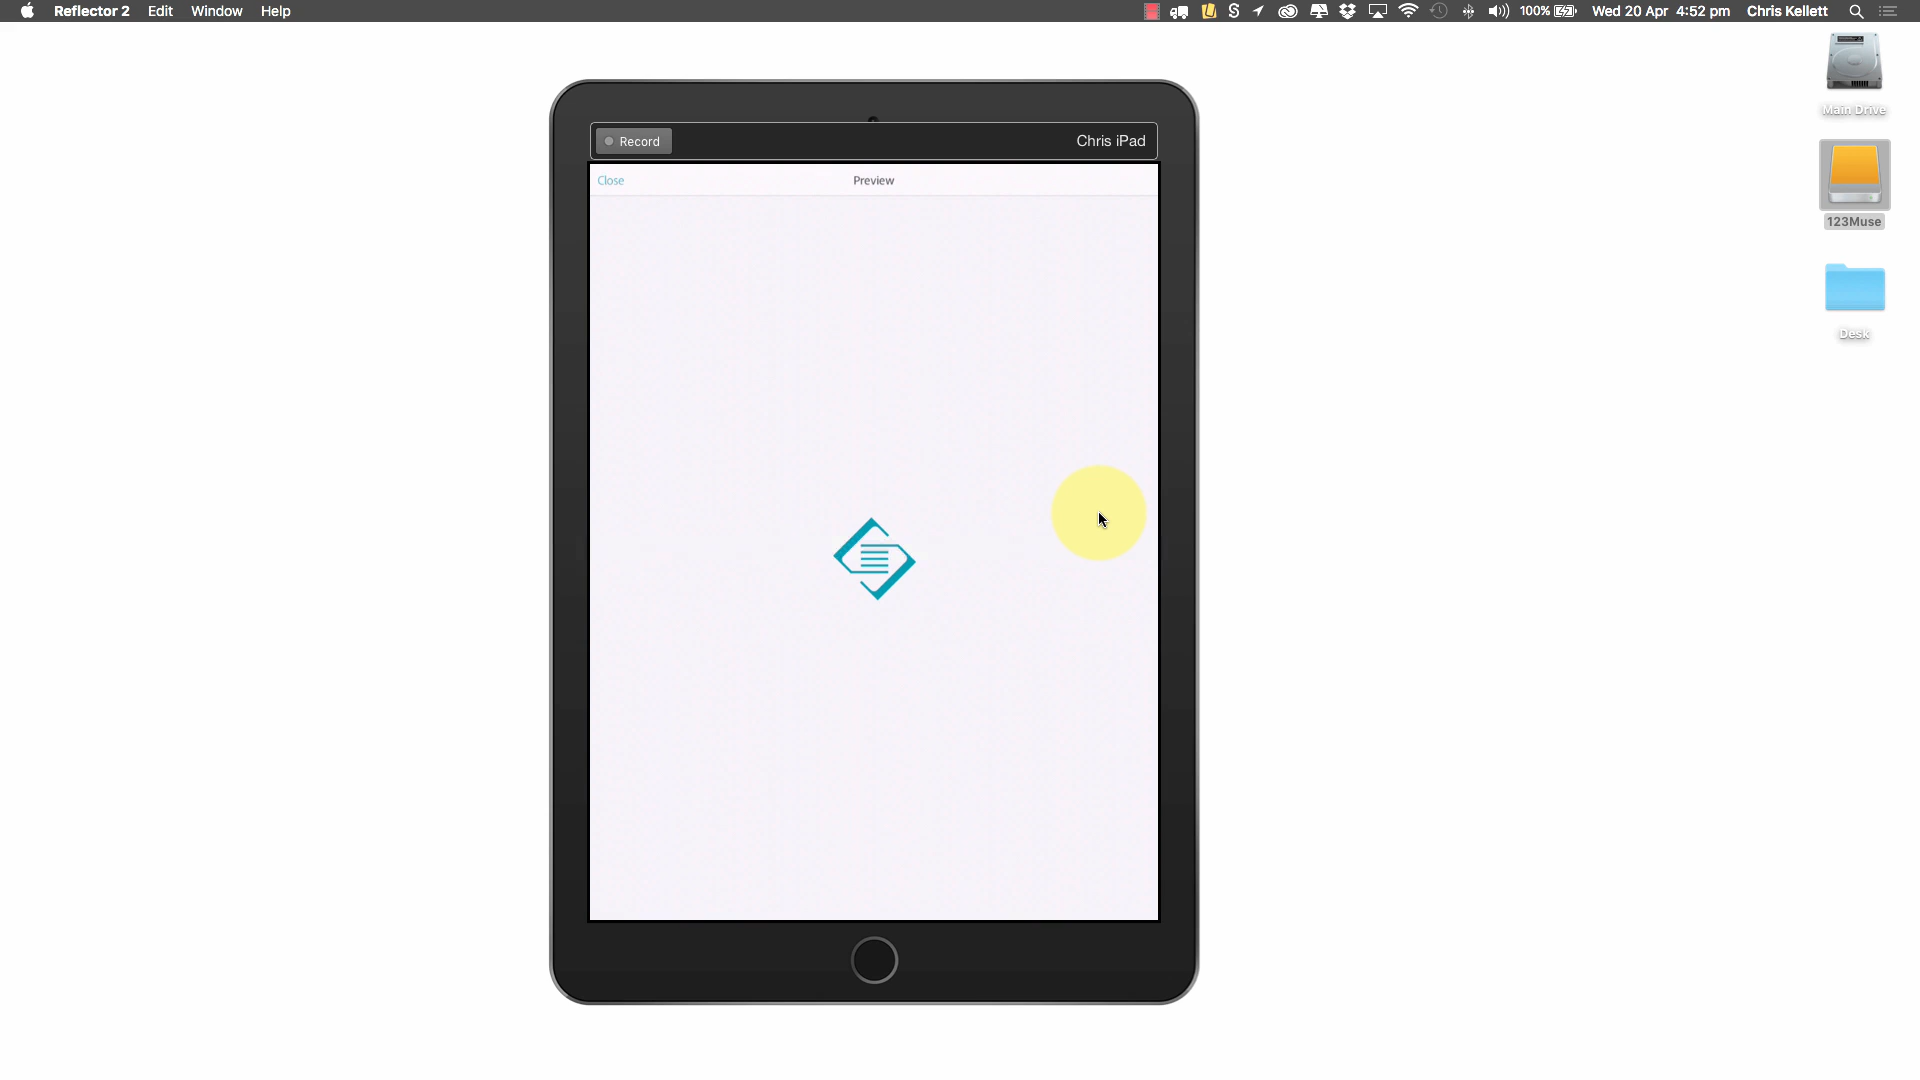 Reflector 2 Edit Window Help 100% Wed 20 Apr 4:52 pm Chris Kellett
Main Drive
Record Chris iPad
Close Preview
123Muse
Desk